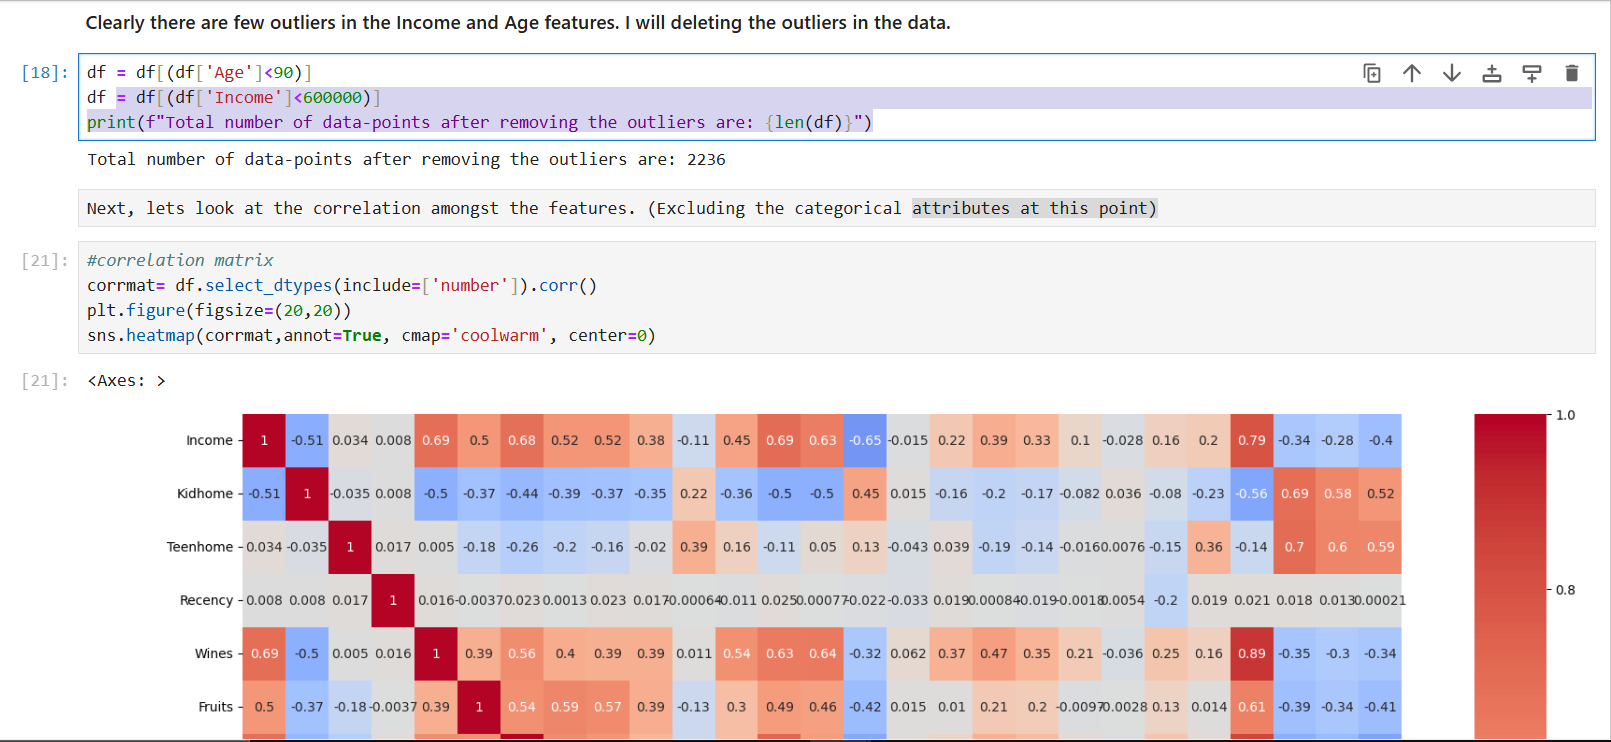 Clearly there are few outliers in the Income and Age features. I will deleting the outliers in the data.
[18]: df = df[(df['Age']<90)]
df = df[(df['Income']<600000)]
print(f"Total number of data-points after removing the outliers are: {len(df)}")
Total number of data-points after removing the outliers are: 2236
Next, lets look at the correlation amongst the features. (Excluding the categorical attributes at this point)
[21]: #correlation matrix
corrmat= df.select_dtypes(include=['number']).corr()
plt.figure(figsize=(20,20))
sns.heatmap(corrmat,annot=True, cmap='coolwarm', center=0)
[21]: <Axes: >
Income 1 -0.51 0.034 0.008 0.69 0.5 0.68 0.52 0.52 0.38 -0.11 0.45 0.69 0.63 -0.65 -0.015 0.22 0.39 0.33 0.1 -0.028 0.16 0.2 0.79 -0.34 -0.28 -0.4 1.0
Kidhome -0.51 1 -0.035 0.008 -0.5 -0.37 -0.44 -0.39 -0.37 -0.35 0.22 -0.36 -0.5 -0.5 0.45 0.015 -0.16 -0.2 -0.17 -0.082 0.036 -0.08 -0.23 -0.56 0.69 0.58 0.52
Teenhome 0.034 -0.035 1 0.017 0.005 -0.18 -0.26 -0.2 -0.16 -0.02 0.39 0.16 -0.11 0.05 0.13 -0.043 0.039 -0.19 -0.14 -0.016 0.0076 -0.15 0.36 -0.14 0.7 0.6 0.59
Recency 0.008 0.008 0.017 1 0.016 -0.0037 0.023 0.0013 0.023 0.017 -0.00064 -0.011 0.025 0.00077 -0.022 -0.033 0.019 0.00084 -0.019 -0.0018 0.0054 -0.2 0.019 0.021 0.018 0.013 0.00021 0.8
Wines 0.69 -0.5 0.005 0.016 1 0.39 0.56 0.4 0.39 0.39 0.011 0.54 0.63 0.64 -0.32 0.062 0.37 0.47 0.35 0.21 -0.036 0.25 0.16 0.89 -0.35 -0.3 -0.34
Fruits 0.5 -0.37 -0.18 -0.0037 0.39 1 0.54 0.59 0.57 0.39 -0.13 0.3 0.49 0.46 -0.42 0.015 0.01 0.21 0.2 -0.0097 0.0028 0.13 0.014 0.61 -0.39 -0.34 -0.41